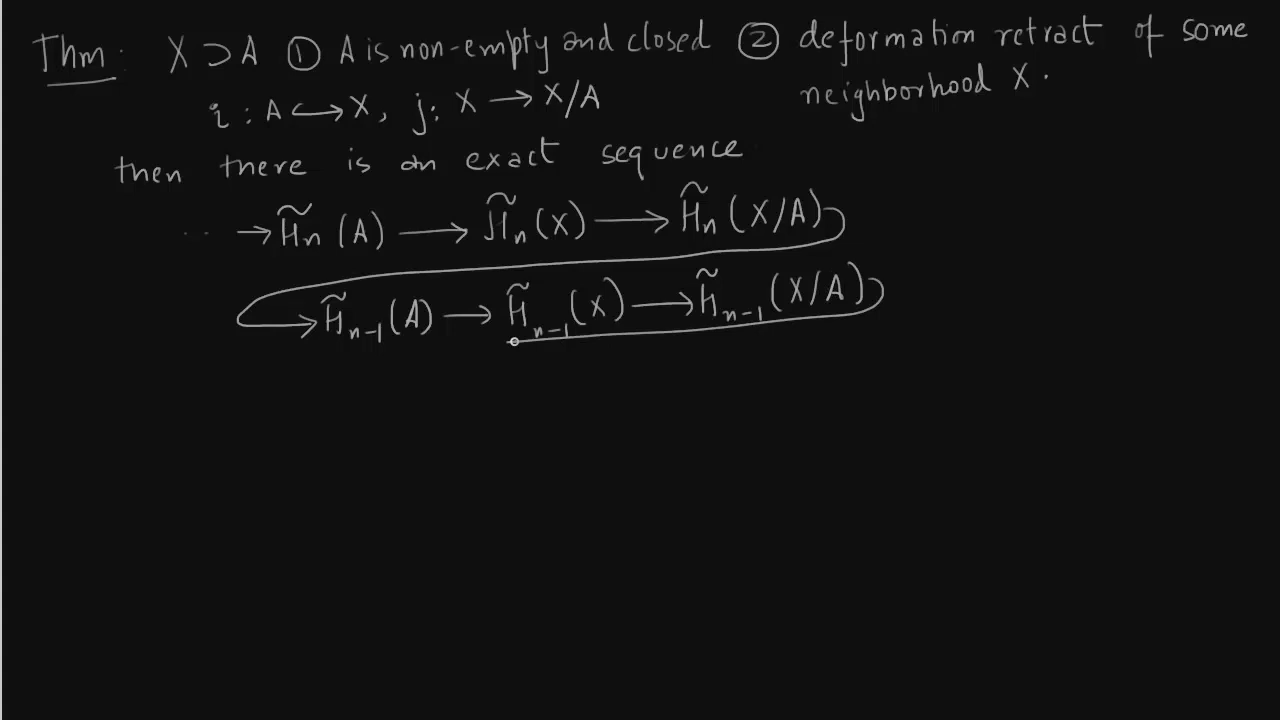 Thm: X ⊃ A ① A is non-empty and closed ② deformation retract of some
neighborhood X.
i : A ↪ X, j: X → X/A
then there is an exact sequence
.. → H̃ₙ(A) → H̃ₙ(X) → H̃ₙ(X/A)
→ H̃ₙ₋₁(A) → H̃ₙ₋₁(X) → H̃ₙ₋₁(X/A)